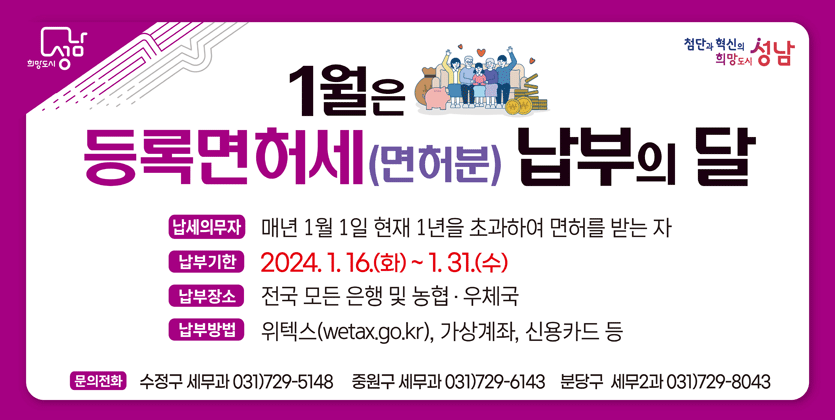 성남
희망도시
첨단과 혁신의
희망도시 성남
1월은
등록면허세(면허분) 납부의 달
납세의무자 매년 1월 1일 현재 1년을 초과하여 면허를 받는 자
납부기한 2024. 1. 16.(화) ~ 1. 31.(수)
납부장소 전국 모든 은행 및 농협 · 우체국
납부방법 위텍스(wetax.go.kr), 가상계좌, 신용카드 등
문의전화 수정구 세무과 031)729-5148 중원구 세무과 031)729-6143 분당구 세무2과 031)729-8043